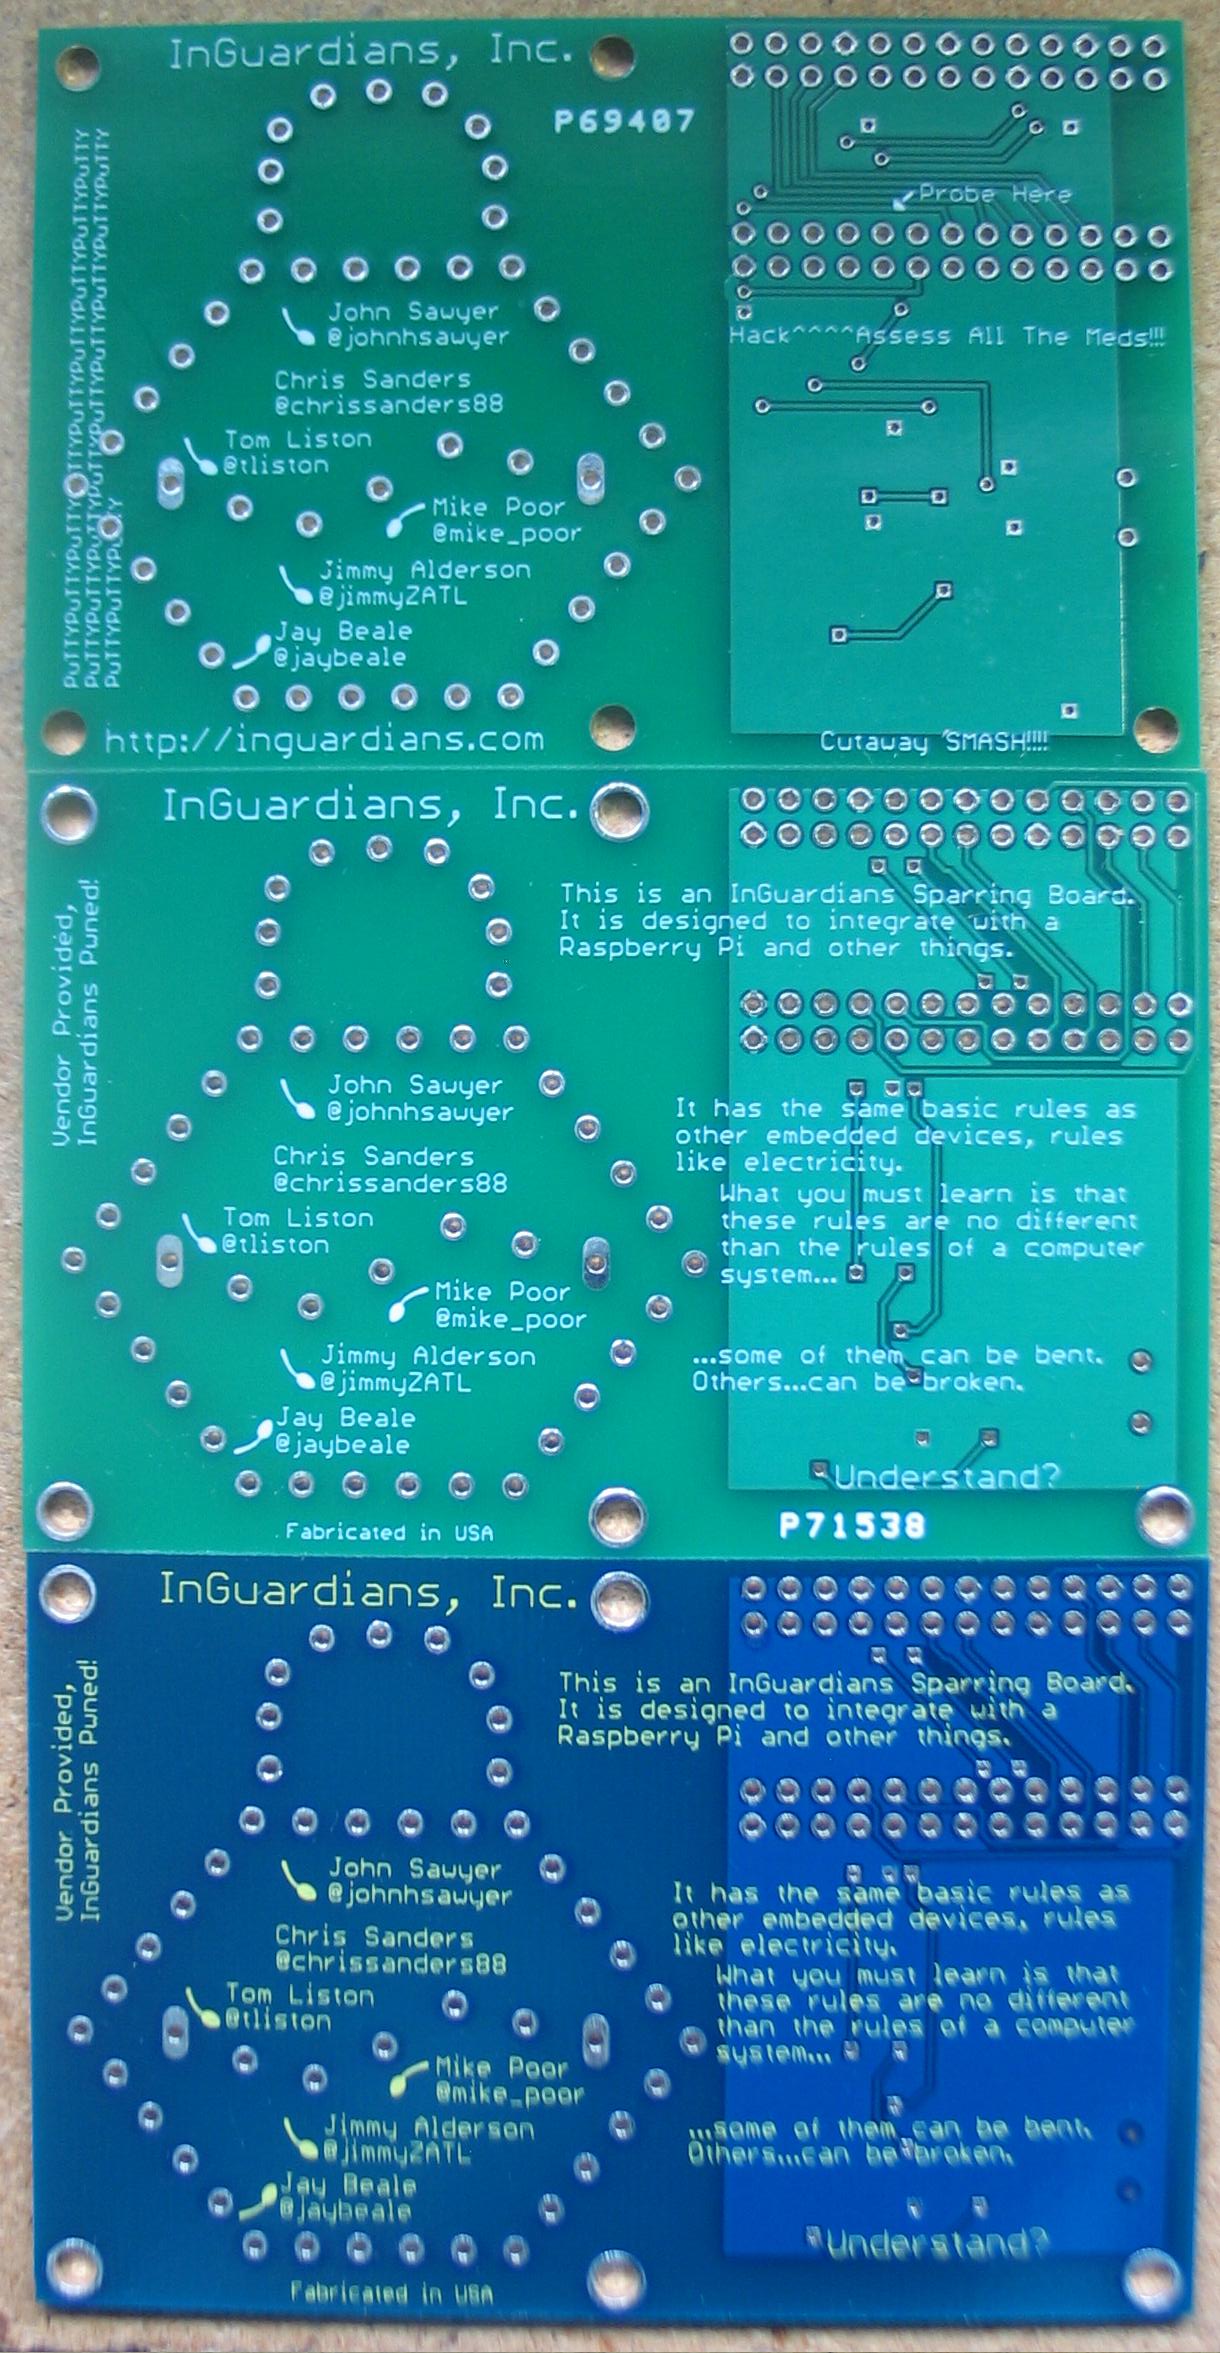 InGuardians, Inc.
P69407
PuTTYPuTTYPuTTYPuTTYPuTTYPuTTYPuTTYPuTTYPuTTYPuTTY
Probe Here
John Sawyer
@johnhsawyer
Hack^^^^Assess All The Meds!!!
Chris Sanders
@chrissanders88
Tom Liston
@tliston
Mike Poor
@mike_poor
Jimmy Alderson
@jimmyZATL
Jay Beale
@jaybeale
http://inguardians.com
Cutaway SMASH!!!!
InGuardians, Inc.
Vendor Provided,
InGuardians Puned!
This is an InGuardians Sparring Board.
It is designed to integrate with a
Raspberry Pi and other things.
John Sawyer
@johnhsawyer
Chris Sanders
@chrissanders88
Tom Liston
@tliston
Mike Poor
@mike_poor
Jimmy Alderson
@jimmyZATL
Jay Beale
@jaybeale
It has the same basic rules as
other embedded devices, rules
like electricity.
What you must learn is that
these rules are no different
than the rules of a computer
system...
...some of them can be bent.
Others...can be broken.
Understand?
Fabricated in USA
P71538
InGuardians, Inc.
Vendor Provided,
InGuardians Puned!
This is an InGuardians Sparring Board.
It is designed to integrate with a
Raspberry Pi and other things.
John Sawyer
@johnhsawyer
Chris Sanders
@chrissanders88
Tom Liston
@tliston
Mike Poor
@mike_poor
Jimmy Alderson
@jimmyZATL
Jay Beale
@jaybeale
It has the same basic rules as
other embedded devices, rules
like electricity.
What you must learn is that
these rules are no different
than the rules of a computer
system...
...some of them can be bent.
Others...can be broken.
Understand?
Fabricated in USA